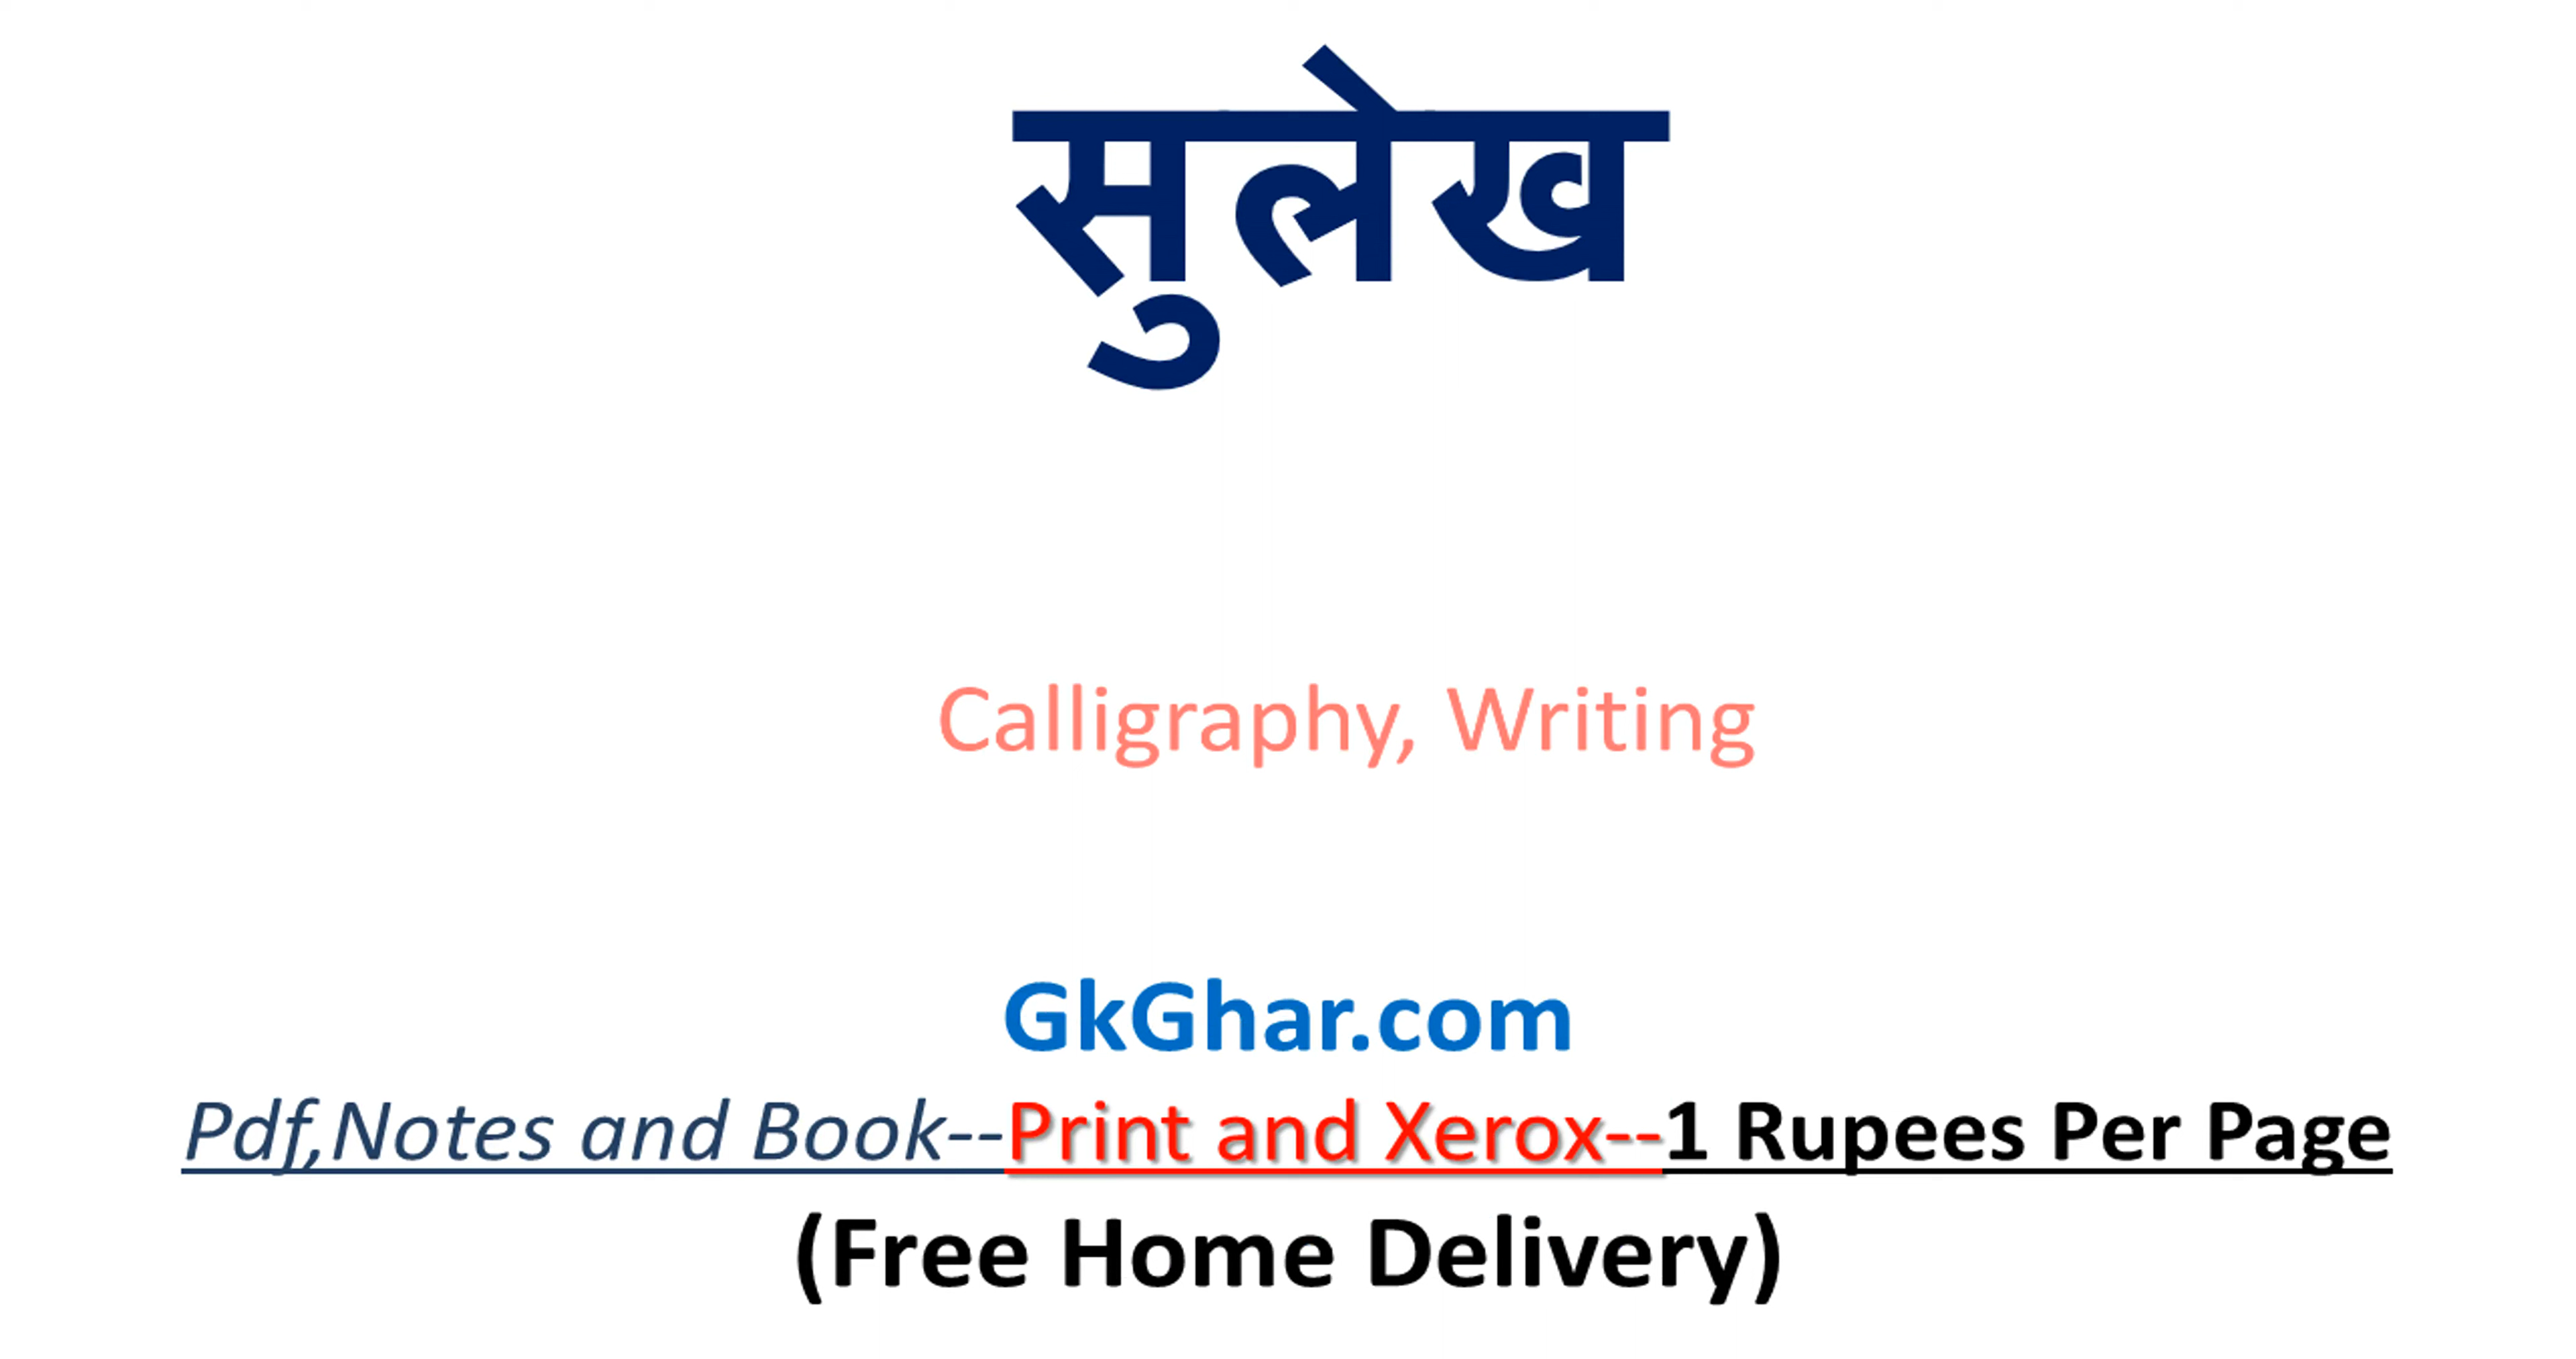 सुलेख
Calligraphy, Writing
GkGhar.com
Pdf,Notes and Book--Print and Xerox--1 Rupees Per Page
(Free Home Delivery)